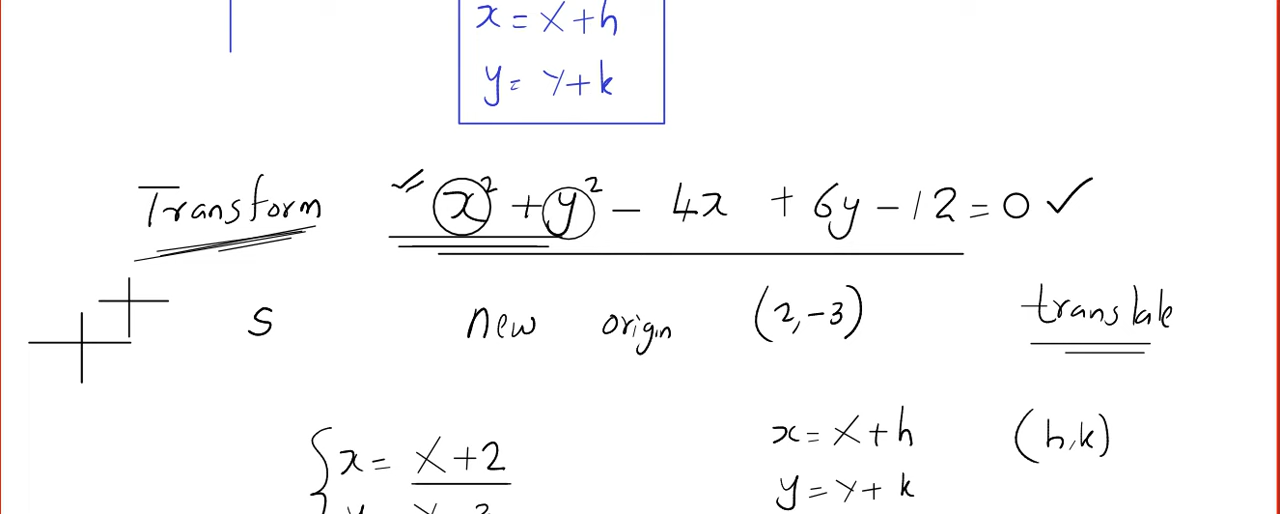 x = X + h
y = Y + k
Transform x² + y² - 4x + 6y - 12 = 0
S new origin (2, -3) translate
x = X + h (h, k)
x = X + 2
y = Y + k